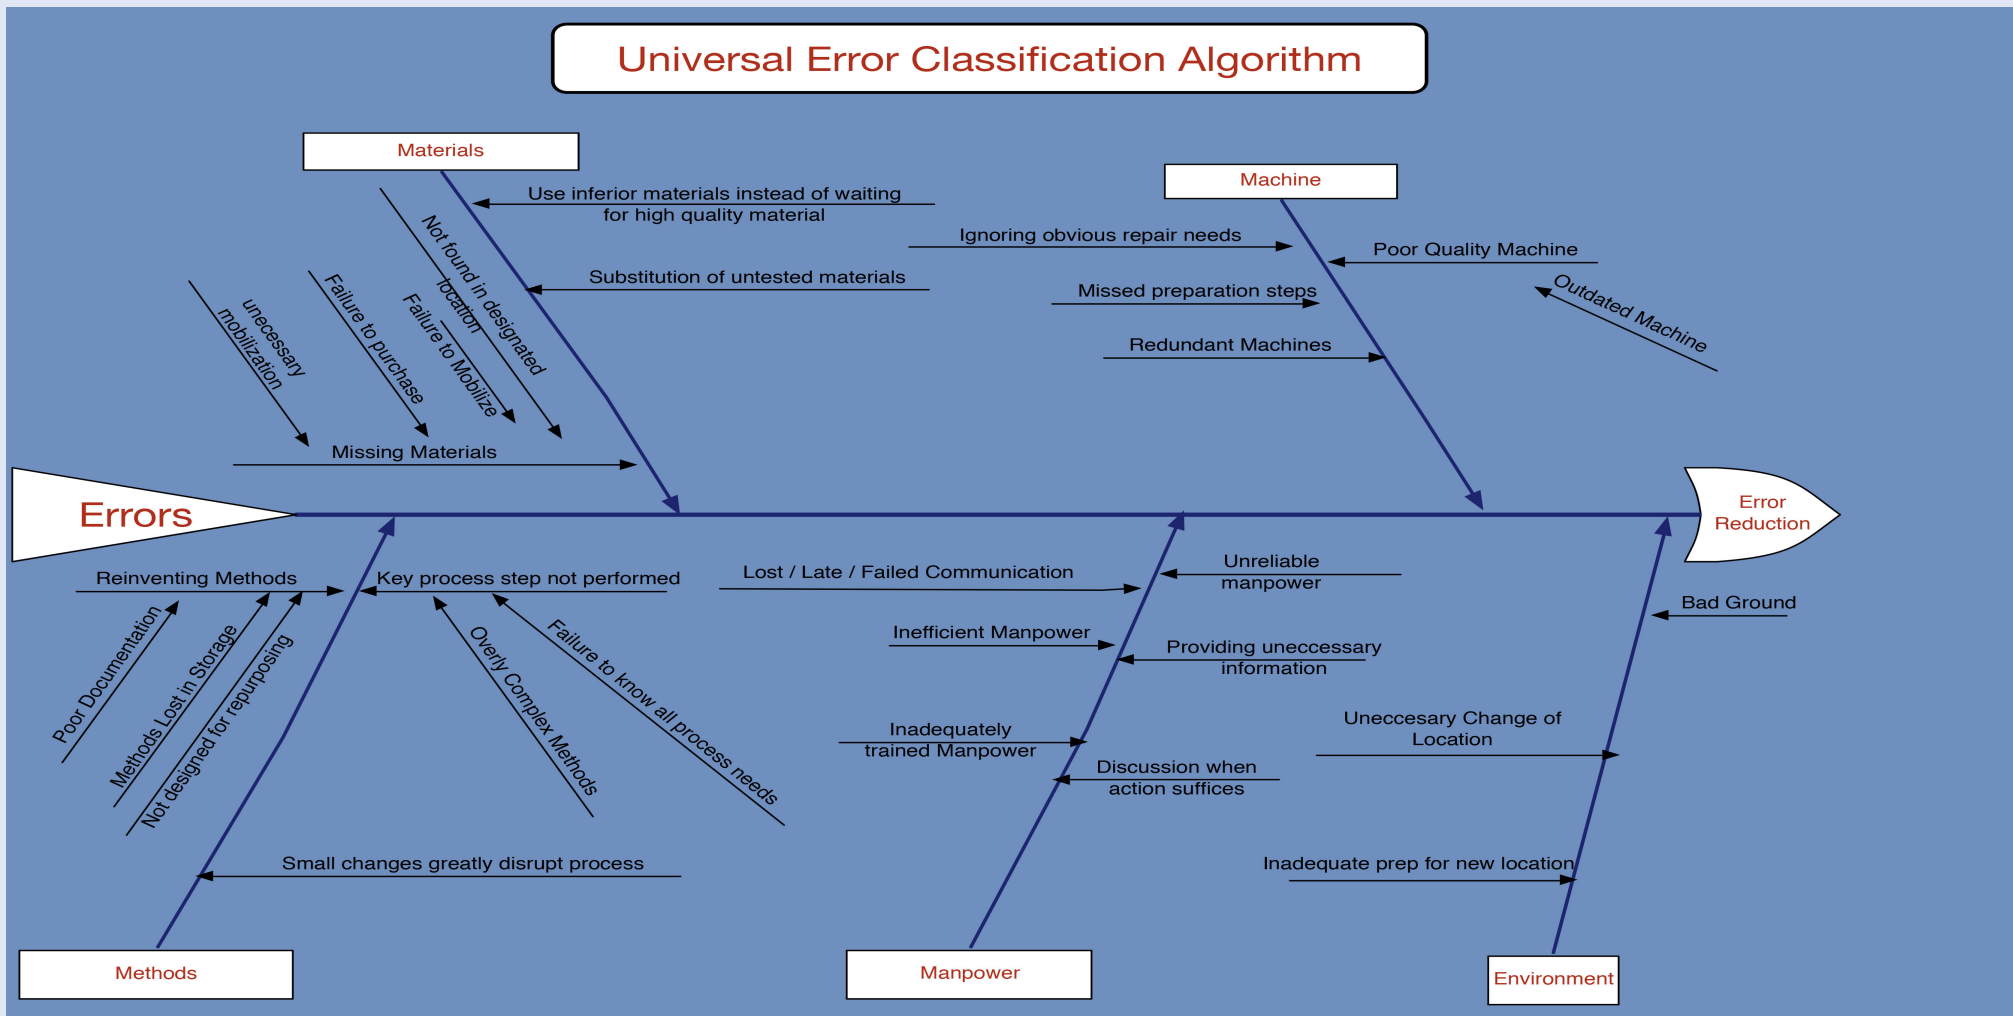 Universal Error Classification Algorithm
Materials
Machine
Use inferior materials instead of waiting
for high quality material
Ignoring obvious repair needs
Poor Quality Machine
Substitution of untested materials
Missed preparation steps
Outdated Machine
Redundant Machines
Not found in designated
location
Failure to Mobilize
Failure to purchase
unecessary
mobilization
Missing Materials
Errors
Error
Reduction
Reinventing Methods
Key process step not performed
Lost / Late / Failed Communication
Unreliable
manpower
Bad Ground
Poor Documentation
Methods Lost in Storage
Not designed for repurposing
Overly Complex Methods
Failure to know all process needs
Inefficient Manpower
Providing uneccessary
information
Inadequately
trained Manpower
Uneccesary Change of
Location
Discussion when
action suffices
Small changes greatly disrupt process
Inadequate prep for new location
Methods
Manpower
Environment